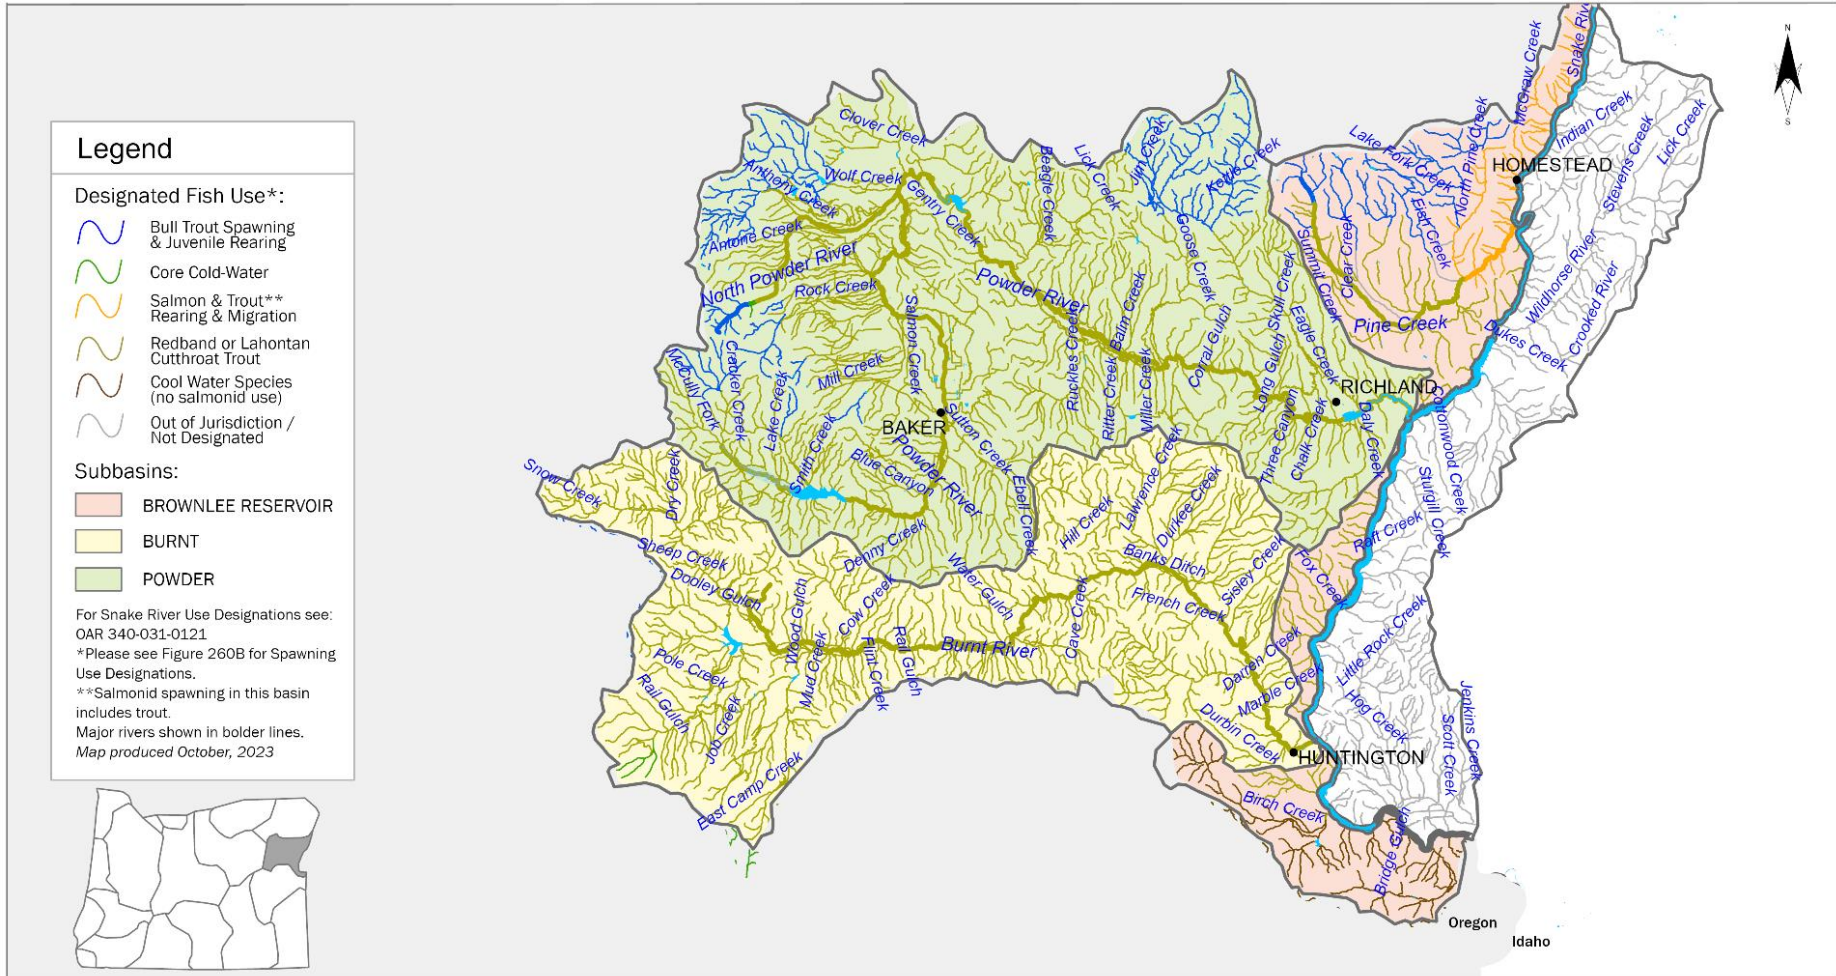 Legend
Designated Fish Use*:
Bull Trout Spawning
& Juvenile Rearing
Core Cold-Water
Salmon & Trout**
Rearing & Migration
Redband or Lahontan
Cutthroat Trout
Cool Water Species
(no salmonid use)
Out of Jurisdiction /
Not Designated
Subbasins:
BROWNLEE RESERVOIR
BURNT
POWDER
For Snake River Use Designations see:
OAR 340-031-0121
*Please see Figure 260B for Spawning
Use Designations.
**Salmonid spawning in this basin
includes trout.
Major rivers shown in bolder lines.
Map produced October, 2023
N
S
Snake Riv
McGraw Creek
Clover Creek
Anthony Creek
Wolf Creek
Gentry Creek
Antone Creek
North Powder River
Rock Creek
Beagle Creek
Lick Creek
Jim Creek
Kettle Creek
Goose Creek
Lake Fork Creek
North Pine Creek
Fish Creek
HOMESTEAD
Indian Creek
Stevens Creek
Lick Creek
Wildhorse River
Crooked River
Dukes Creek
Clear Creek
Summit Creek
Pine Creek
Powder River
Salmon Creek
Mill Creek
McCully Fork
Cracker Creek
Lake Creek
Smith Creek
Blue Canyon
Powder River
BAKER
Sutton Creek
Ebell Creek
Ruckles Creek
Ritter Creek
Balm Creek
Miller Creek
Corral Gulch
Long Gulch
Skull Creek
Eagle Creek
RICHLAND
Three Canyon
Chalk Creek
Daly Creek
Cottonwood Creek
Sturgill Creek
Raft Creek
Fox Creek
Snow Creek
Dry Creek
Sheep Creek
Dooley Gulch
Denny Creek
Water Gulch
Hill Creek
Lawrence Creek
Durkee Creek
Banks Ditch
Sisley Creek
French Creek
Cave Creek
Wood Gulch
Cow Creek
Mud Creek
Flint Creek
Rail Gulch
Burnt River
Pole Creek
Rail Gulch
Job Creek
East Camp Creek
Darren Creek
Marble Creek
Durbin Creek
HUNTINGTON
Little Rock Creek
Hog Creek
Scott Creek
Jenkins Creek
Birch Creek
Bridge Gulch
Oregon
Idaho